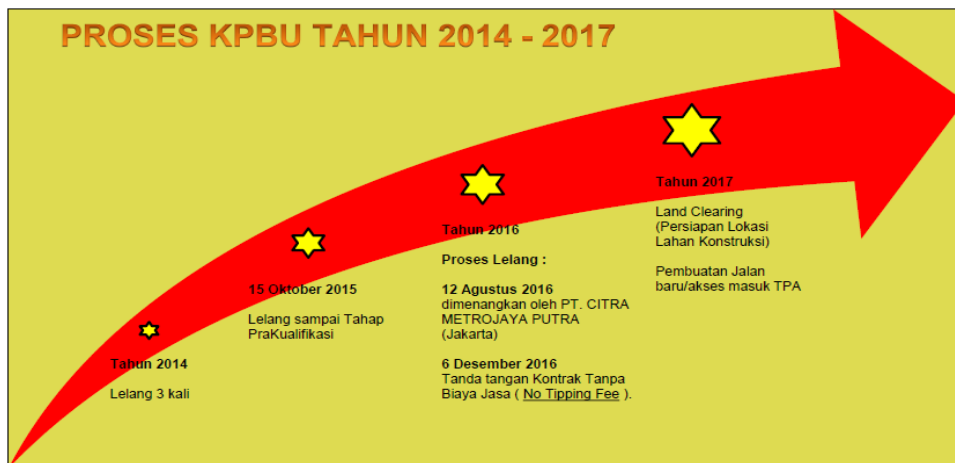 PROSES KPBU TAHUN 2014 - 2017
Tahun 2014
Lelang 3 kali
15 Oktober 2015
Lelang sampai Tahap
PraKualifikasi
Tahun 2016
Proses Lelang :
12 Agustus 2016
dimenangkan oleh PT. CITRA
METROJAYA PUTRA
(Jakarta)
6 Desember 2016
Tanda tangan Kontrak Tanpa
Biaya Jasa ( No Tipping Fee ).
Tahun 2017
Land Clearing
(Persiapan Lokasi
Lahan Konstruksi)
Pembuatan Jalan
baru/akses masuk TPA